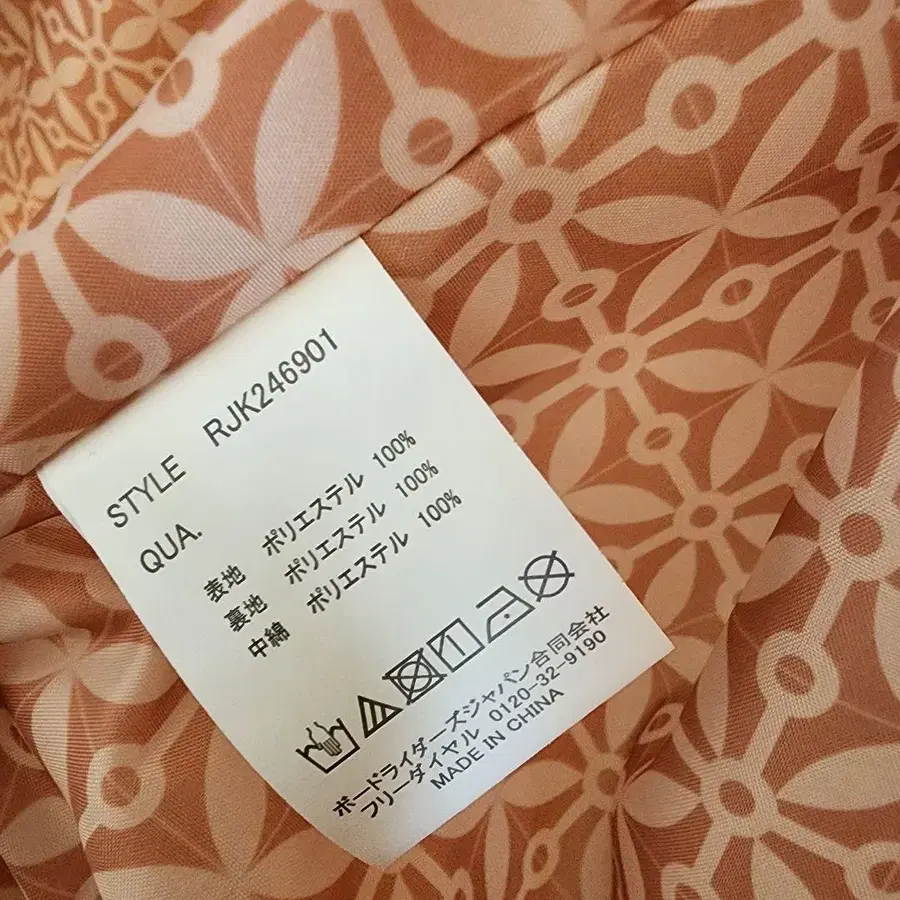 STYLE RJK246901
QUA.
表地 ポリエステル 100%
裏地 ポリエステル 100%
中綿 ポリエステル 100%
ボードライダーズジャパン合同会社
フリーダイヤル 0120-32-9190
MADE IN CHINA